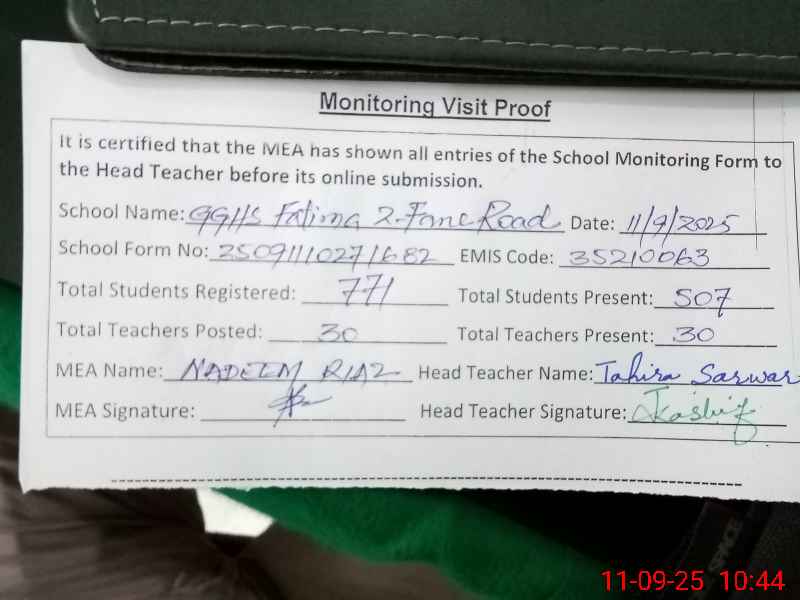 Monitoring Visit Proof
It is certified that the MEA has shown all entries of the School Monitoring Form to
the Head Teacher before its online submission.
School Name: GGHS Fatima 2-Fane Road Date: 11/9/2025
School Form No: 25091110271682 EMIS Code: 35210063
Total Students Registered: 771 Total Students Present: 507
Total Teachers Posted: 30 Total Teachers Present: 30
MEA Name: NADEEM RIAZ Head Teacher Name: Tahira Sarwar
MEA Signature: Head Teacher Signature: Kashif
SPACE
11-09-25 10:44